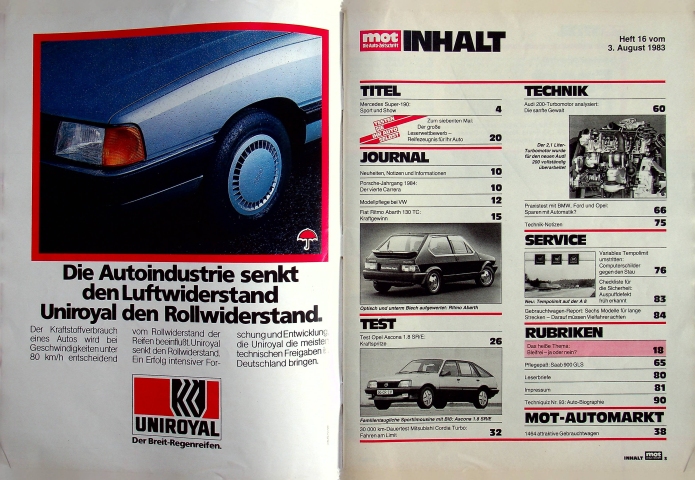 Die Autoindustrie senkt
den Luftwiderstand
Uniroyal den Rollwiderstand.
Der Kraftstoffverbrauch
eines Autos wird bei
Geschwindigkeiten unter
80 km/h entscheidend
vom Rollwiderstand der
Reifen beeinflußt. Uniroyal
senkt den Rollwiderstand.
Ein Erfolg intensiver For-
schung und Entwicklung,
die Uniroyal die meisten
technischen Freigaben in
Deutschland bringen.
UNIROYAL
Der Breit-Regenreifen.
mot
Die Auto-Zeitschrift
INHALT
Heft 16 vom
3. August 1983
TITEL
Mercedes Super-190:
Sport und Show 4
Zum siebenten Mal:
Der große
Leserwettbewerb –
Reifezeugnis für Ihr Auto 20
JOURNAL
Neuheiten, Notizen und Informationen 10
Porsche-Jahrgang 1984:
Der vierte Carrera 10
Modellpflege bei VW 12
Fiat Ritmo Abarth 130 TC:
Kraftgewinn 15
Optisch und unterm Blech aufgewertet: Ritmo Abarth
TEST
Test Opel Ascona 1.8 SR/E:
Kraftspritze 26
Familientaugliche Sportlimousine mit Biß: Ascona 1.8 SR/E
30 000 km-Dauertest Mitsubishi Cordia Turbo:
Fahren am Limit 32
TECHNIK
Audi 200-Turbomotor analysiert:
Die sanfte Gewalt 60
Der 2,1 Liter-
Turbomotor wurde
für den neuen Audi
200 vollständig
überarbeitet
Praxistest mit BMW, Ford und Opel:
Sparen mit Automatik? 66
Technik-Notizen 75
SERVICE
Variables Tempolimit
umstritten:
Computerschilder
gegen den Stau 76
Checkliste für
die Sicherheit:
Auspuffdefekt
früh erkannt 83
Neu: Tempolimit auf der A 8
Gebrauchtwagen-Report: Sechs Modelle für lange
Strecken – Darauf müssen Vielfahrer achten 84
RUBRIKEN
Das heiße Thema:
Bleifrei – ja oder nein? 18
Pflegepaß: Saab 900 GLS 65
Leserbriefe 80
Impressum 81
Techniquiz Nr. 93: Auto-Biographie 90
MOT-AUTOMARKT
1464 attraktive Gebrauchtwagen 38
INHALT mot